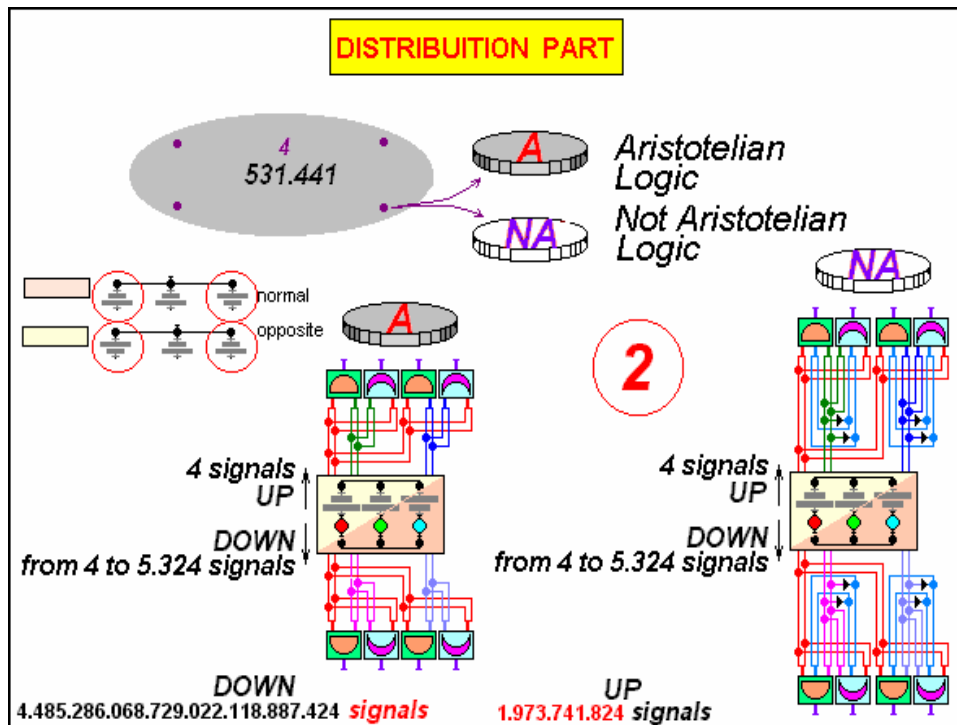 DISTRIBUITION PART
4
531.441
A
Aristotelian
Logic
NA
Not Aristotelian
Logic
NA
normal
opposite
A
2
4 signals
UP
DOWN
from 4 to 5.324 signals
4 signals
UP
DOWN
from 4 to 5.324 signals
DOWN
4.485.286.068.729.022.118.887.424 signals
UP
1.973.741.824 signals